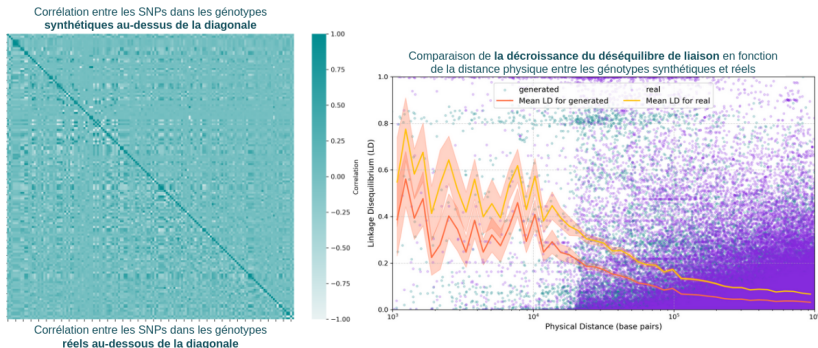 Corrélation entre les SNPs dans les génotypes
synthétiques au-dessus de la diagonale
1.00
0.75
0.50
0.25
0.00
−0.25
−0.50
−0.75
−1.00
Correlation
Corrélation entre les SNPs dans les génotypes
réels au-dessous de la diagonale
Comparaison de la décroissance du déséquilibre de liaison en fonction
de la distance physique entre les génotypes synthétiques et réels
generated
real
Mean LD for generated
Mean LD for real
1.0
0.8
0.6
0.4
0.2
0.0
Linkage Disequilibrium (LD)
10³
10⁴
10⁵
Physical Distance (base pairs)